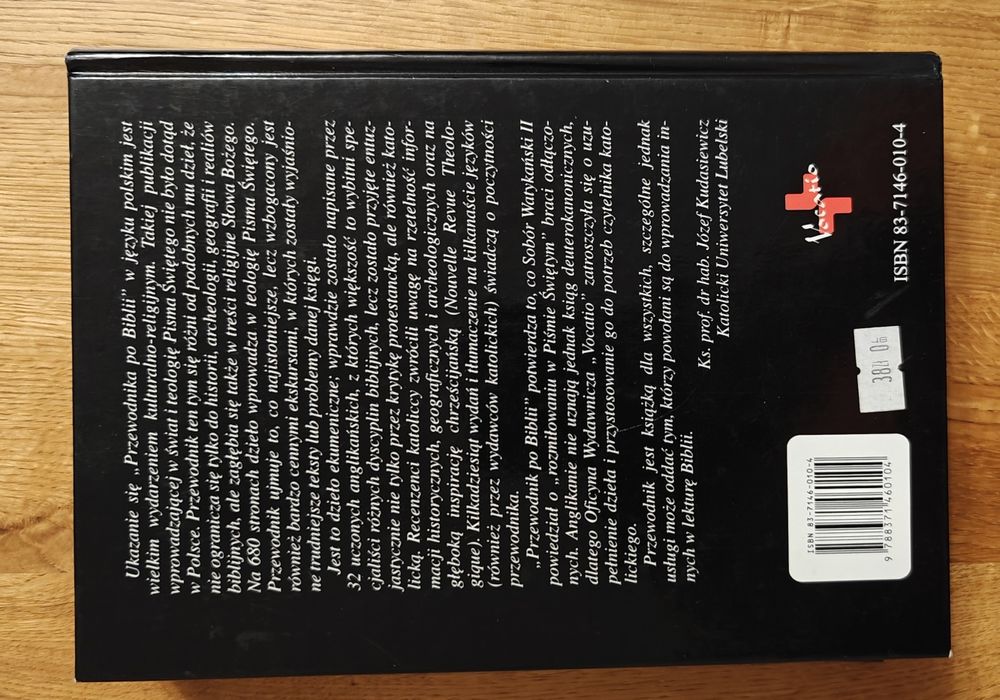 Ukazanie się „Przewodnika po Biblii" w języku polskim jest
wielkim wydarzeniem kulturalno-religijnym. Takiej publikacji
wprowadzającej w świat i teologię Pisma Świętego nie było dotąd
w Polsce. Przewodnik ten tym się różni od podobnych mu dzieł, że
nie ogranicza się tylko do historii, archeologii, geografii i realiów
biblijnych, ale zagłębia się także w treści religijne Słowa Bożego.
Na 680 stronach dzieło wprowadza w teologię Pisma Świętego.
Przewodnik ujmuje to, co najistotniejsze, lecz wzbogacony jest
również bardzo cennymi ekskursami, w których zostały wyjaśnio-
ne trudniejsze teksty lub problemy danej księgi.
Jest to dzieło ekumeniczne; wprawdzie zostało napisane przez
32 uczonych anglikańskich, z których większość to wybitni spe-
cjaliści różnych dyscyplin biblijnych, lecz zostało przyjęte entuz-
jastycznie nie tylko przez krytykę protestancką, ale również kato-
licką. Recenzenci katoliccy zwrócili uwagę na rzetelność infor-
macji historycznych, geograficznych i archeologicznych oraz na
głęboką inspirację chrześcijańską (Nouvelle Revue Theolo-
gique). Kilkadziesiąt wydań i tłumaczenie na kilkanaście języków
(również przez wydawców katolickich) świadczą o poczytności
przewodnika.
„Przewodnik po Biblii" potwierdza to, co Sobór Watykański II
powiedział o „rozmiłowaniu w Piśmie Świętym" braci odłączo-
nych. Anglikanie nie uznają jednak ksiąg deuterokanonicznych,
dlatego Oficyna Wydawnicza „Vocatio" zatroszczyła się o uzu-
pełnienie dzieła i przystosowanie go do potrzeb czytelnika kato-
lickiego.
Przewodnik jest książką dla wszystkich, szczególne jednak
usługi może oddać tym, którzy powołani są do wprowadzania in-
nych w lekturę Biblii.
Ks. prof. dr hab. Józef Kudasiewicz
Katolicki Uniwersytet Lubelski
Vocatio
ISBN 83-7146-010-4
ISBN 83-7146-010-4
9 788371 460104